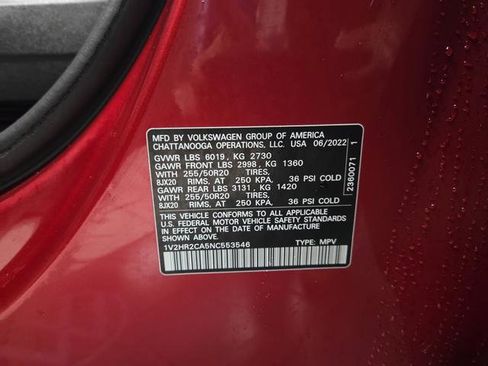 MFD BY VOLKSWAGEN GROUP OF AMERICA
CHATTANOOGA OPERATIONS, LLC. USA 06/2022
GVWR LBS 6019, KG 2730
GAWR FRONT LBS 2998, KG 1360
WITH 255/50R20 TIRES,
8JX20 RIMS, AT 250 KPA, 36 PSI COLD
GAWR REAR LBS 3131, KG 1420
WITH 255/50R20 TIRES,
8JX20 RIMS, AT 250 KPA, 36 PSI COLD
THIS VEHICLE CONFORMS TO ALL APPLICABLE
U.S. FEDERAL MOTOR VEHICLE SAFETY STANDARDS
IN EFFECT ON THE DATE OF MANUFACTURE
SHOWN ABOVE
1V2HR2CA5NC553546 TYPE: MPV
2360071 1